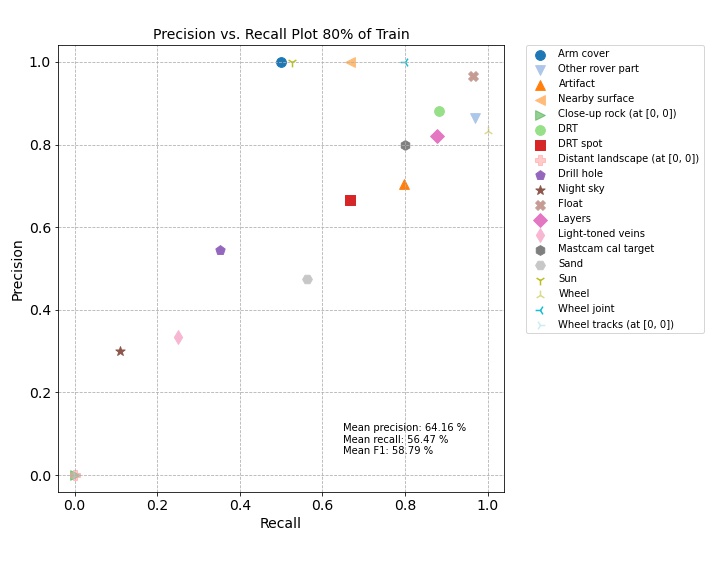 Precision vs. Recall Plot 80% of Train
1.0
0.8
0.6
0.4
0.2
0.0
Precision
0.0 0.2 0.4 0.6 0.8 1.0
Recall
Mean precision: 64.16 %
Mean recall: 56.47 %
Mean F1: 58.79 %
Arm cover
Other rover part
Artifact
Nearby surface
Close-up rock (at [0, 0])
DRT
DRT spot
Distant landscape (at [0, 0])
Drill hole
Night sky
Float
Layers
Light-toned veins
Mastcam cal target
Sand
Sun
Wheel
Wheel joint
Wheel tracks (at [0, 0])